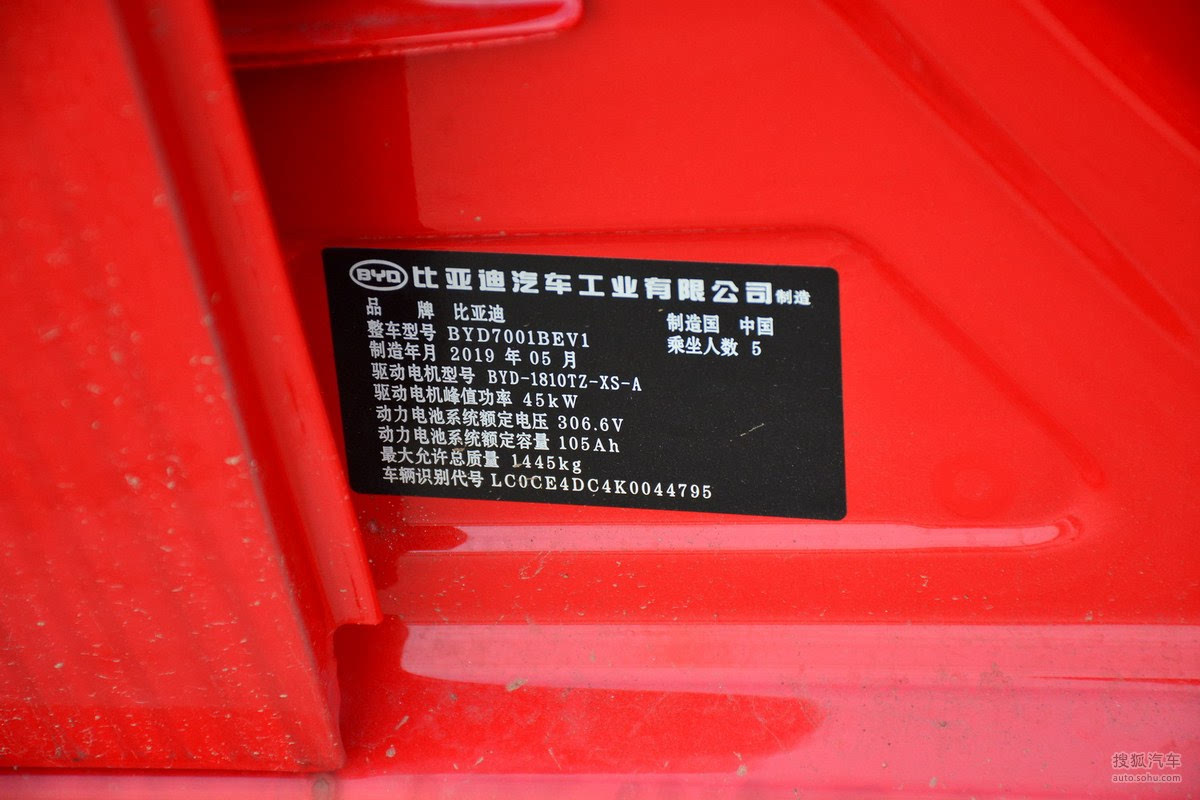 BYD 比亚迪汽车工业有限公司制造
品 牌 比亚迪
制造国 中国
整车型号 BYD7001BEV1
乘坐人数 5
制造年月 2019 年 05 月
驱动电机型号 BYD-1810TZ-XS-A
驱动电机峰值功率 45kW
动力电池系统额定电压 306.6V
动力电池系统额定容量 105Ah
最大允许总质量 1445kg
车辆识别代号 LC0CE4DC4K0044795
搜狐汽车
auto.sohu.com